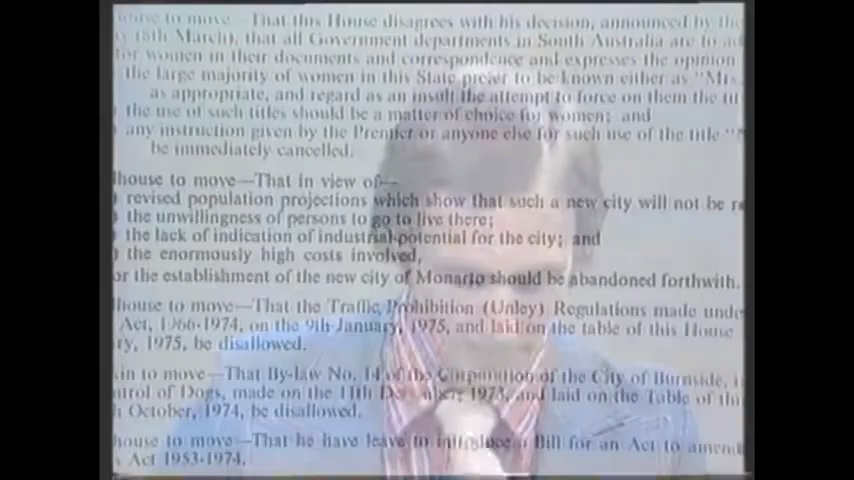 house to move—That this House disagrees with his decision, announced by the
18th March), that all Government departments in South Australia are to
for women in their documents and correspondence and expresses the opinion
the large majority of women in this State prefer to be known either as "Mrs.
as appropriate, and regard as an insult the attempt to force on them the
the use of such titles should be a matter of choice for women; and
any instruction given by the Premier or anyone else for such use of the title
be immediately cancelled.
house to move—That in view of—
revised population projections which show that such a new city will not be
the unwillingness of persons to go to live there;
the lack of indication of industrial potential for the city; and
the enormously high costs involved,
or the establishment of the new city of Monarto should be abandoned forthwith.
house to move—That the Traffic Prohibition (Unley) Regulations made
Act, 1966-1974, on the 9th January, 1975, and laid on the table of this House
ry, 1975, be disallowed.
kin to move—That By-law No. 14 of the Corporation of the City of Burnside,
ntrol of Dogs, made on the 11th 1973, and laid on the Table of
h October, 1974, be disallowed.
house to move—That he have leave to introduce a Bill for an Act to amend
s Act 1953-1974.